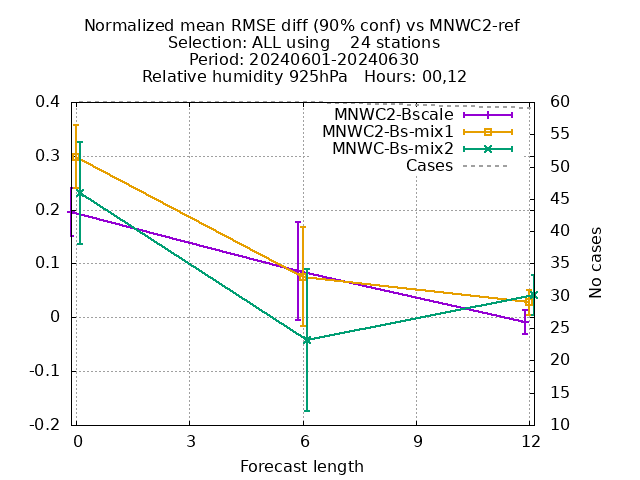 Normalized mean RMSE diff (90% conf) vs MNWC2-ref
Selection: ALL using    24 stations
Period: 20240601-20240630
Relative humidity 925hPa   Hours: 00,12
MNWC2-Bscale
MNWC2-Bs-mix1
MNWC-Bs-mix2
Cases
0.4
0.3
0.2
0.1
0
-0.1
-0.2
60
55
50
45
40
35
30
25
20
15
10
No cases
0 3 6 9 12
Forecast length